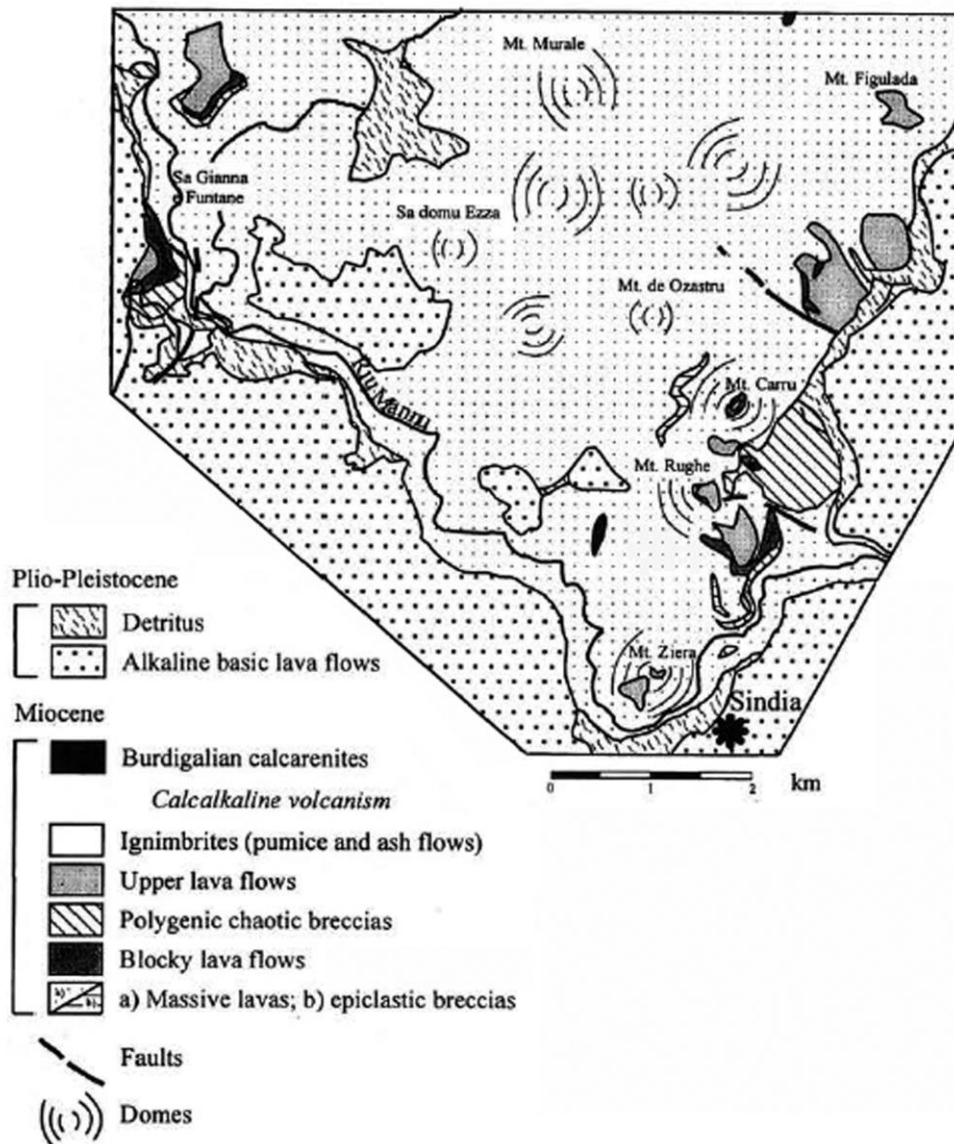 Mt. Murale
Mt. Figulada
Sa Gianna
e Funtane
Sa domu Ezza
Mt. de Ozastru
Riu Mannu
Mt. Carru
Mt. Rughe
Mt. Ziera
Sindia
0 1 2 km
Plio-Pleistocene
Detritus
Alkaline basic lava flows
Miocene
Burdigalian calcarenites
Calcalkaline volcanism
Ignimbrites (pumice and ash flows)
Upper lava flows
Polygenic chaotic breccias
Blocky lava flows
a) Massive lavas; b) epiclastic breccias
Faults
Domes